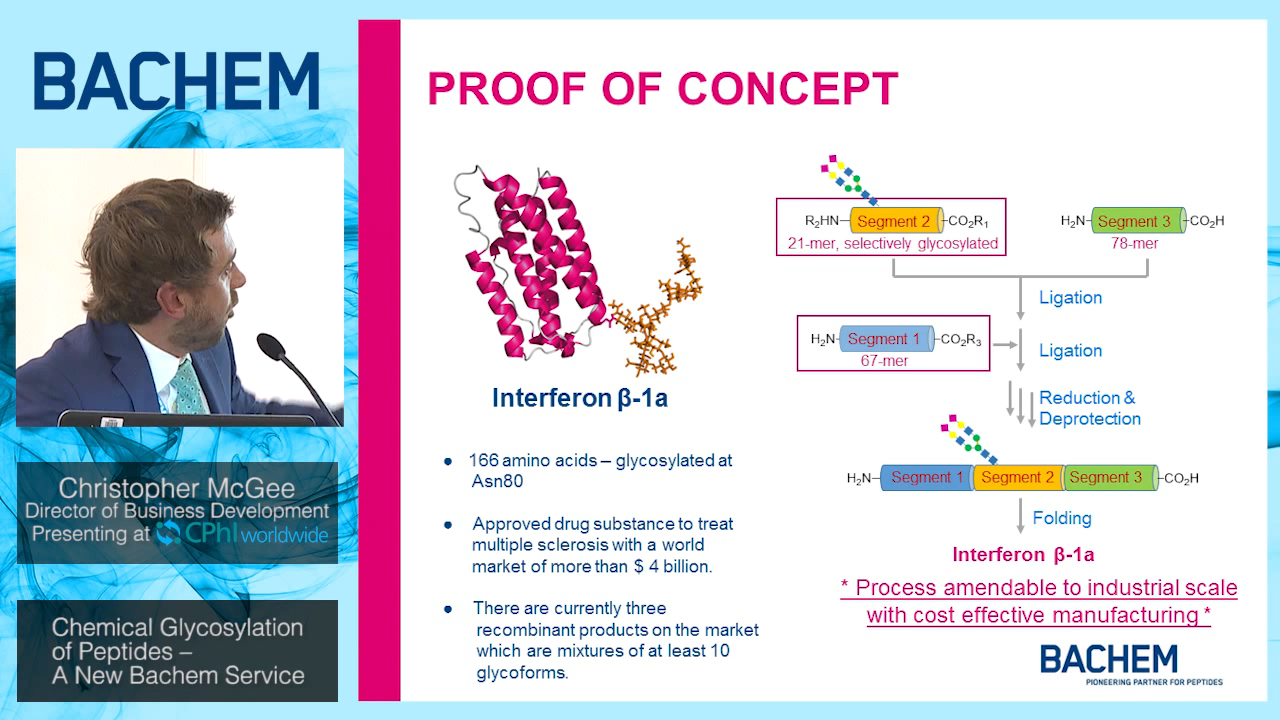 BACHEM
Christopher McGee
Director of Business Development
Presenting at CPhI worldwide
Chemical Glycosylation
of Peptides –
A New Bachem Service
PROOF OF CONCEPT
Interferon β-1a
● 166 amino acids – glycosylated at
Asn80
● Approved drug substance to treat
multiple sclerosis with a world
market of more than $ 4 billion.
● There are currently three
recombinant products on the market
which are mixtures of at least 10
glycoforms.
R₂HN Segment 2 CO₂R₁
21-mer, selectively glycosylated
H₂N Segment 3 CO₂H
78-mer
Ligation
H₂N Segment 1 CO₂R₃
67-mer
Ligation
Reduction &
Deprotection
H₂N Segment 1 Segment 2 Segment 3 CO₂H
Folding
Interferon β-1a
* Process amendable to industrial scale
with cost effective manufacturing *
BACHEM
PIONEERING PARTNER FOR PEPTIDES